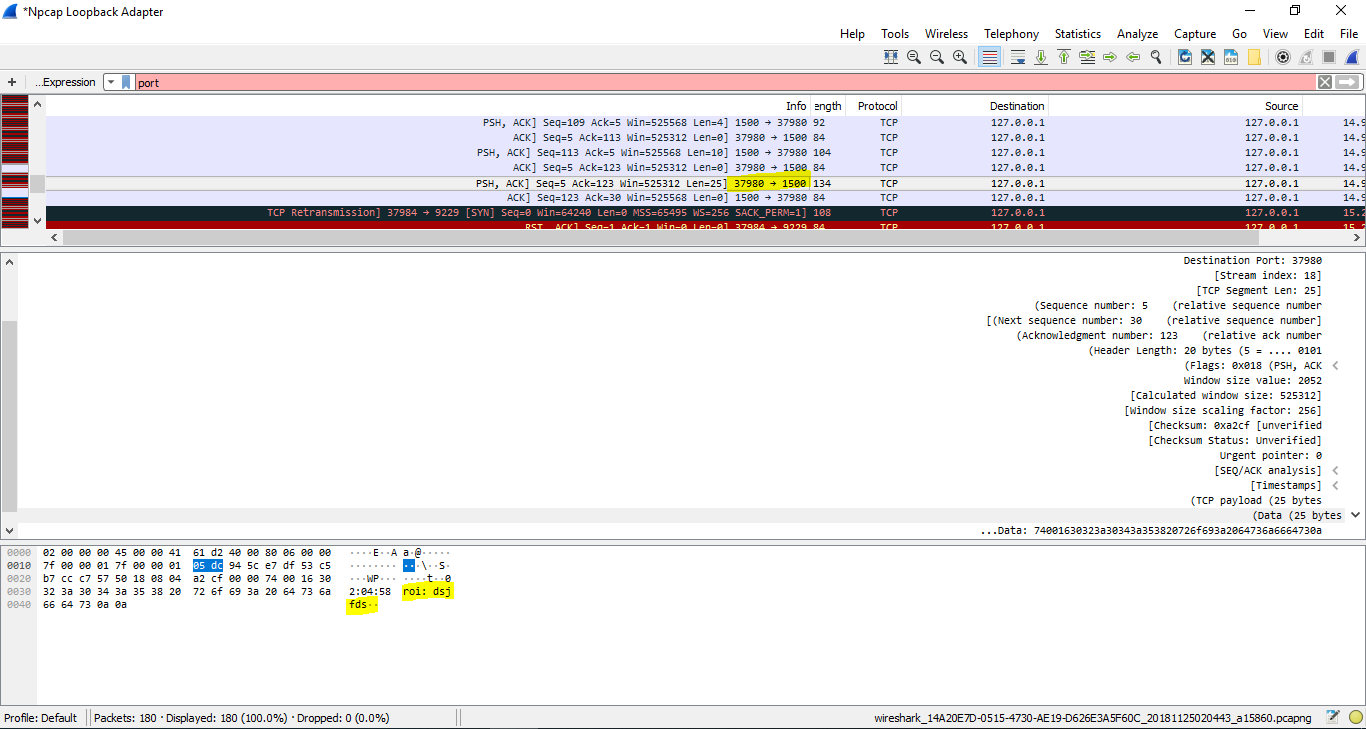 *Npcap Loopback Adapter
Help Tools Wireless Telephony Statistics Analyze Capture Go View Edit File
+ ...Expression port
Info ength Protocol Destination Source
PSH, ACK] Seq=109 Ack=5 Win=525568 Len=4] 1500 → 37980 92 TCP 127.0.0.1 127.0.0.1 14.9
ACK] Seq=5 Ack=113 Win=525312 Len=0] 37980 → 1500 84 TCP 127.0.0.1 127.0.0.1 14.9
PSH, ACK] Seq=113 Ack=5 Win=525568 Len=10] 1500 → 37980 104 TCP 127.0.0.1 127.0.0.1 14.9
ACK] Seq=5 Ack=123 Win=525312 Len=0] 37980 → 1500 84 TCP 127.0.0.1 127.0.0.1 14.9
PSH, ACK] Seq=5 Ack=123 Win=525312 Len=25] 37980 → 1500 134 TCP 127.0.0.1 127.0.0.1 14.9
ACK] Seq=123 Ack=30 Win=525568 Len=0] 1500 → 37980 84 TCP 127.0.0.1 127.0.0.1 14.9
TCP Retransmission] 37984 → 9229 [SYN] Seq=0 Win=64240 Len=0 MSS=65495 WS=256 SACK_PERM=1] 108 TCP 127.0.0.1 127.0.0.1 15.2
RST, ACK] Seq=1 Ack=1 Win=0 Len=0] 37984 → 9229 84 TCP 127.0.0.1 127.0.0.1 15.2
Destination Port: 37980
[Stream index: 18]
[TCP Segment Len: 25]
(Sequence number: 5 (relative sequence number
[(Next sequence number: 30 (relative sequence number]
(Acknowledgment number: 123 (relative ack number
(Header Length: 20 bytes (5 = .... 0101
(Flags: 0x018 (PSH, ACK
Window size value: 2052
[Calculated window size: 525312]
[Window size scaling factor: 256]
[Checksum: 0xa2cf [unverified
[Checksum Status: Unverified]
Urgent pointer: 0
[SEQ/ACK analysis]
[Timestamps]
(TCP payload (25 bytes
(Data (25 bytes
...Data: 74001630323a30343a353820726f693a2064736a6664730a
0000 02 00 00 00 45 00 00 41 61 d2 40 00 80 06 00 00 ····E··A a·@·····
0010 7f 00 00 01 7f 00 00 01 05 dc 94 5c e7 df 53 c5 ········ ···\··S·
0020 b7 cc c7 57 50 18 08 04 a2 cf 00 00 74 00 16 30 ···WP··· ····t··0
0030 32 3a 30 34 3a 35 38 20 72 6f 69 3a 20 64 73 6a 2:04:58 roi: dsj
0040 66 64 73 0a 0a fds··
Profile: Default Packets: 180 · Displayed: 180 (100.0%) · Dropped: 0 (0.0%) wireshark_14A20E7D-0515-4730-AE19-D626E3A5F60C_20181125020443_a15860.pcapng